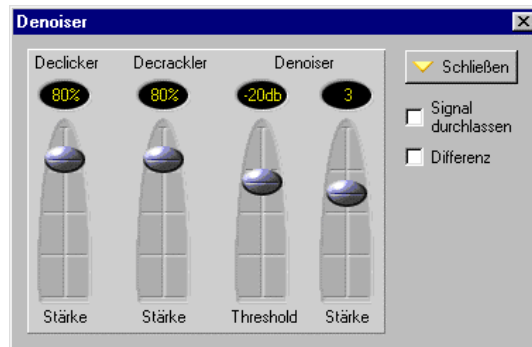 Denoiser
Declicker Decrackler Denoiser
80% 80% -20db 3
Schließen
Signal
durchlassen
Differenz
Stärke Stärke Threshold Stärke